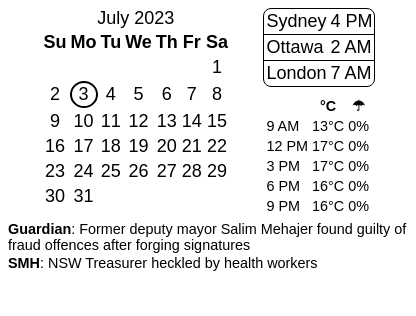 July 2023
Su Mo Tu We Th Fr Sa
1
2 3 4 5 6 7 8
9 10 11 12 13 14 15
16 17 18 19 20 21 22
23 24 25 26 27 28 29
30 31
Sydney 4 PM
Ottawa 2 AM
London 7 AM
°C ☂
9 AM 13°C 0%
12 PM 17°C 0%
3 PM 17°C 0%
6 PM 16°C 0%
9 PM 16°C 0%
Guardian: Former deputy mayor Salim Mehajer found guilty of
fraud offences after forging signatures
SMH: NSW Treasurer heckled by health workers